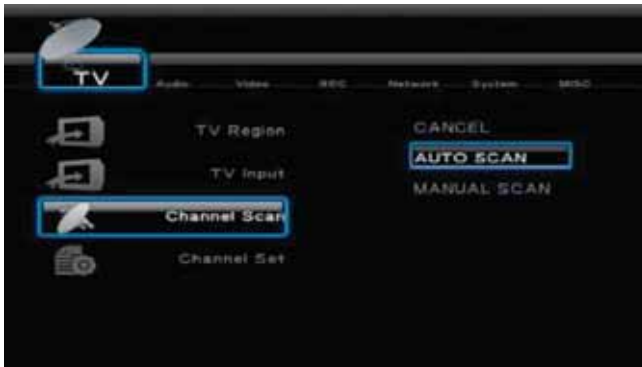 TV Audio Video REC Network System MISC
TV Region
TV Input
Channel Scan
Channel Set
CANCEL
AUTO SCAN
MANUAL SCAN